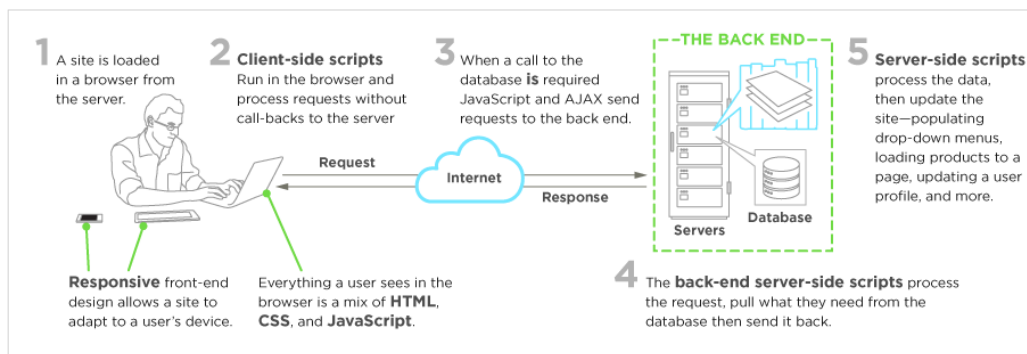 1 A site is loaded
in a browser from
the server.
2 Client-side scripts
Run in the browser and
process requests without
call-backs to the server
3 When a call to the
database is required
JavaScript and AJAX send
requests to the back end.
THE BACK END
5 Server-side scripts
process the data,
then update the
site—populating
drop-down menus,
loading products to a
page, updating a user
profile, and more.
Request
Internet
Response
Servers
Database
Responsive front-end
design allows a site to
adapt to a user's device.
Everything a user sees in the
browser is a mix of HTML,
CSS, and JavaScript.
4 The back-end server-side scripts process
the request, pull what they need from the
database then send it back.